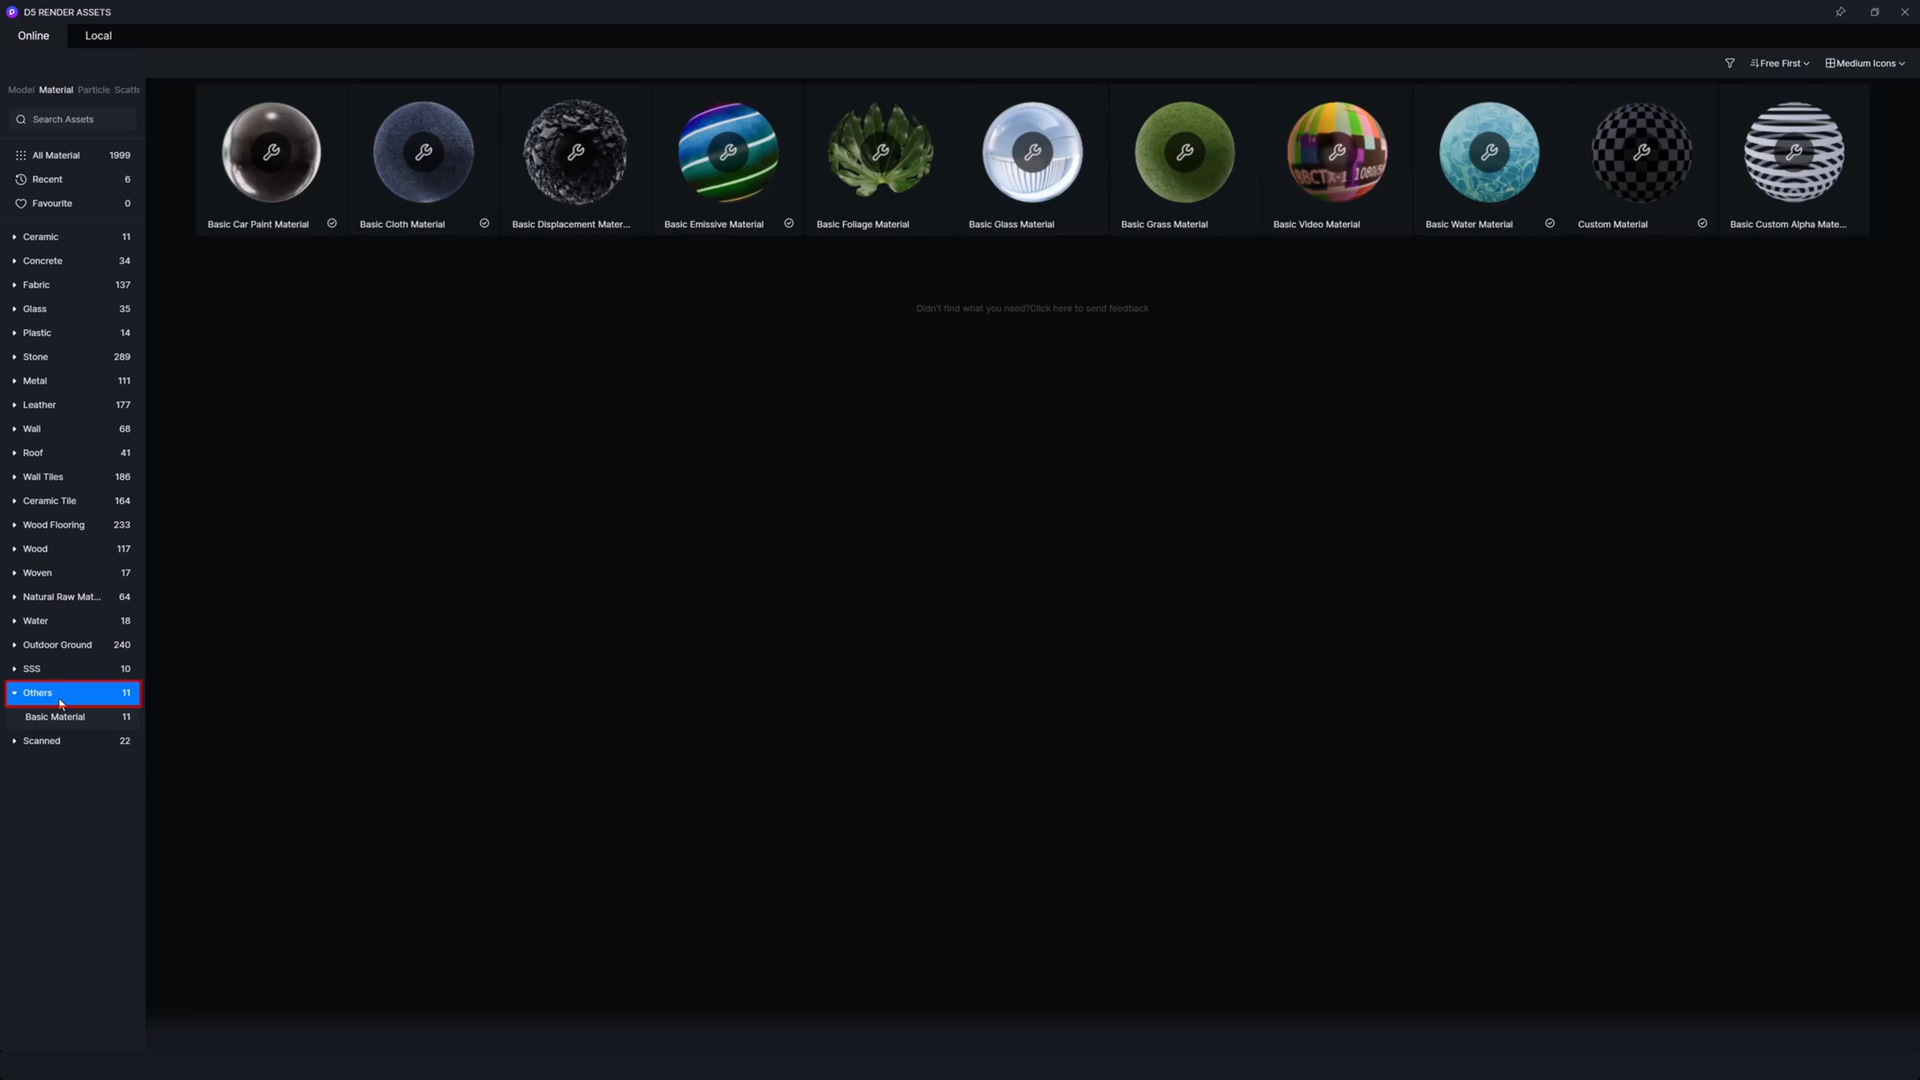 D5 RENDER ASSETS
Online Local
Free First Medium Icons
Model Material Particle Scatte
Search Assets
All Material 1999
Recent 6
Favourite 0
Ceramic 11
Concrete 34
Fabric 137
Glass 35
Plastic 14
Stone 289
Metal 111
Leather 177
Wall 68
Roof 41
Wall Tiles 186
Ceramic Tile 164
Wood Flooring 233
Wood 117
Woven 17
Natural Raw Mat... 64
Water 18
Outdoor Ground 240
SSS 10
Others 11
Basic Material 11
Scanned 22
BBCTX-1 1080/50
Basic Car Paint Material Basic Cloth Material Basic Displacement Mater... Basic Emissive Material Basic Foliage Material Basic Glass Material Basic Grass Material Basic Video Material Basic Water Material Custom Material Basic Custom Alpha Mate...
Didn't find what you need?Click here to send feedback